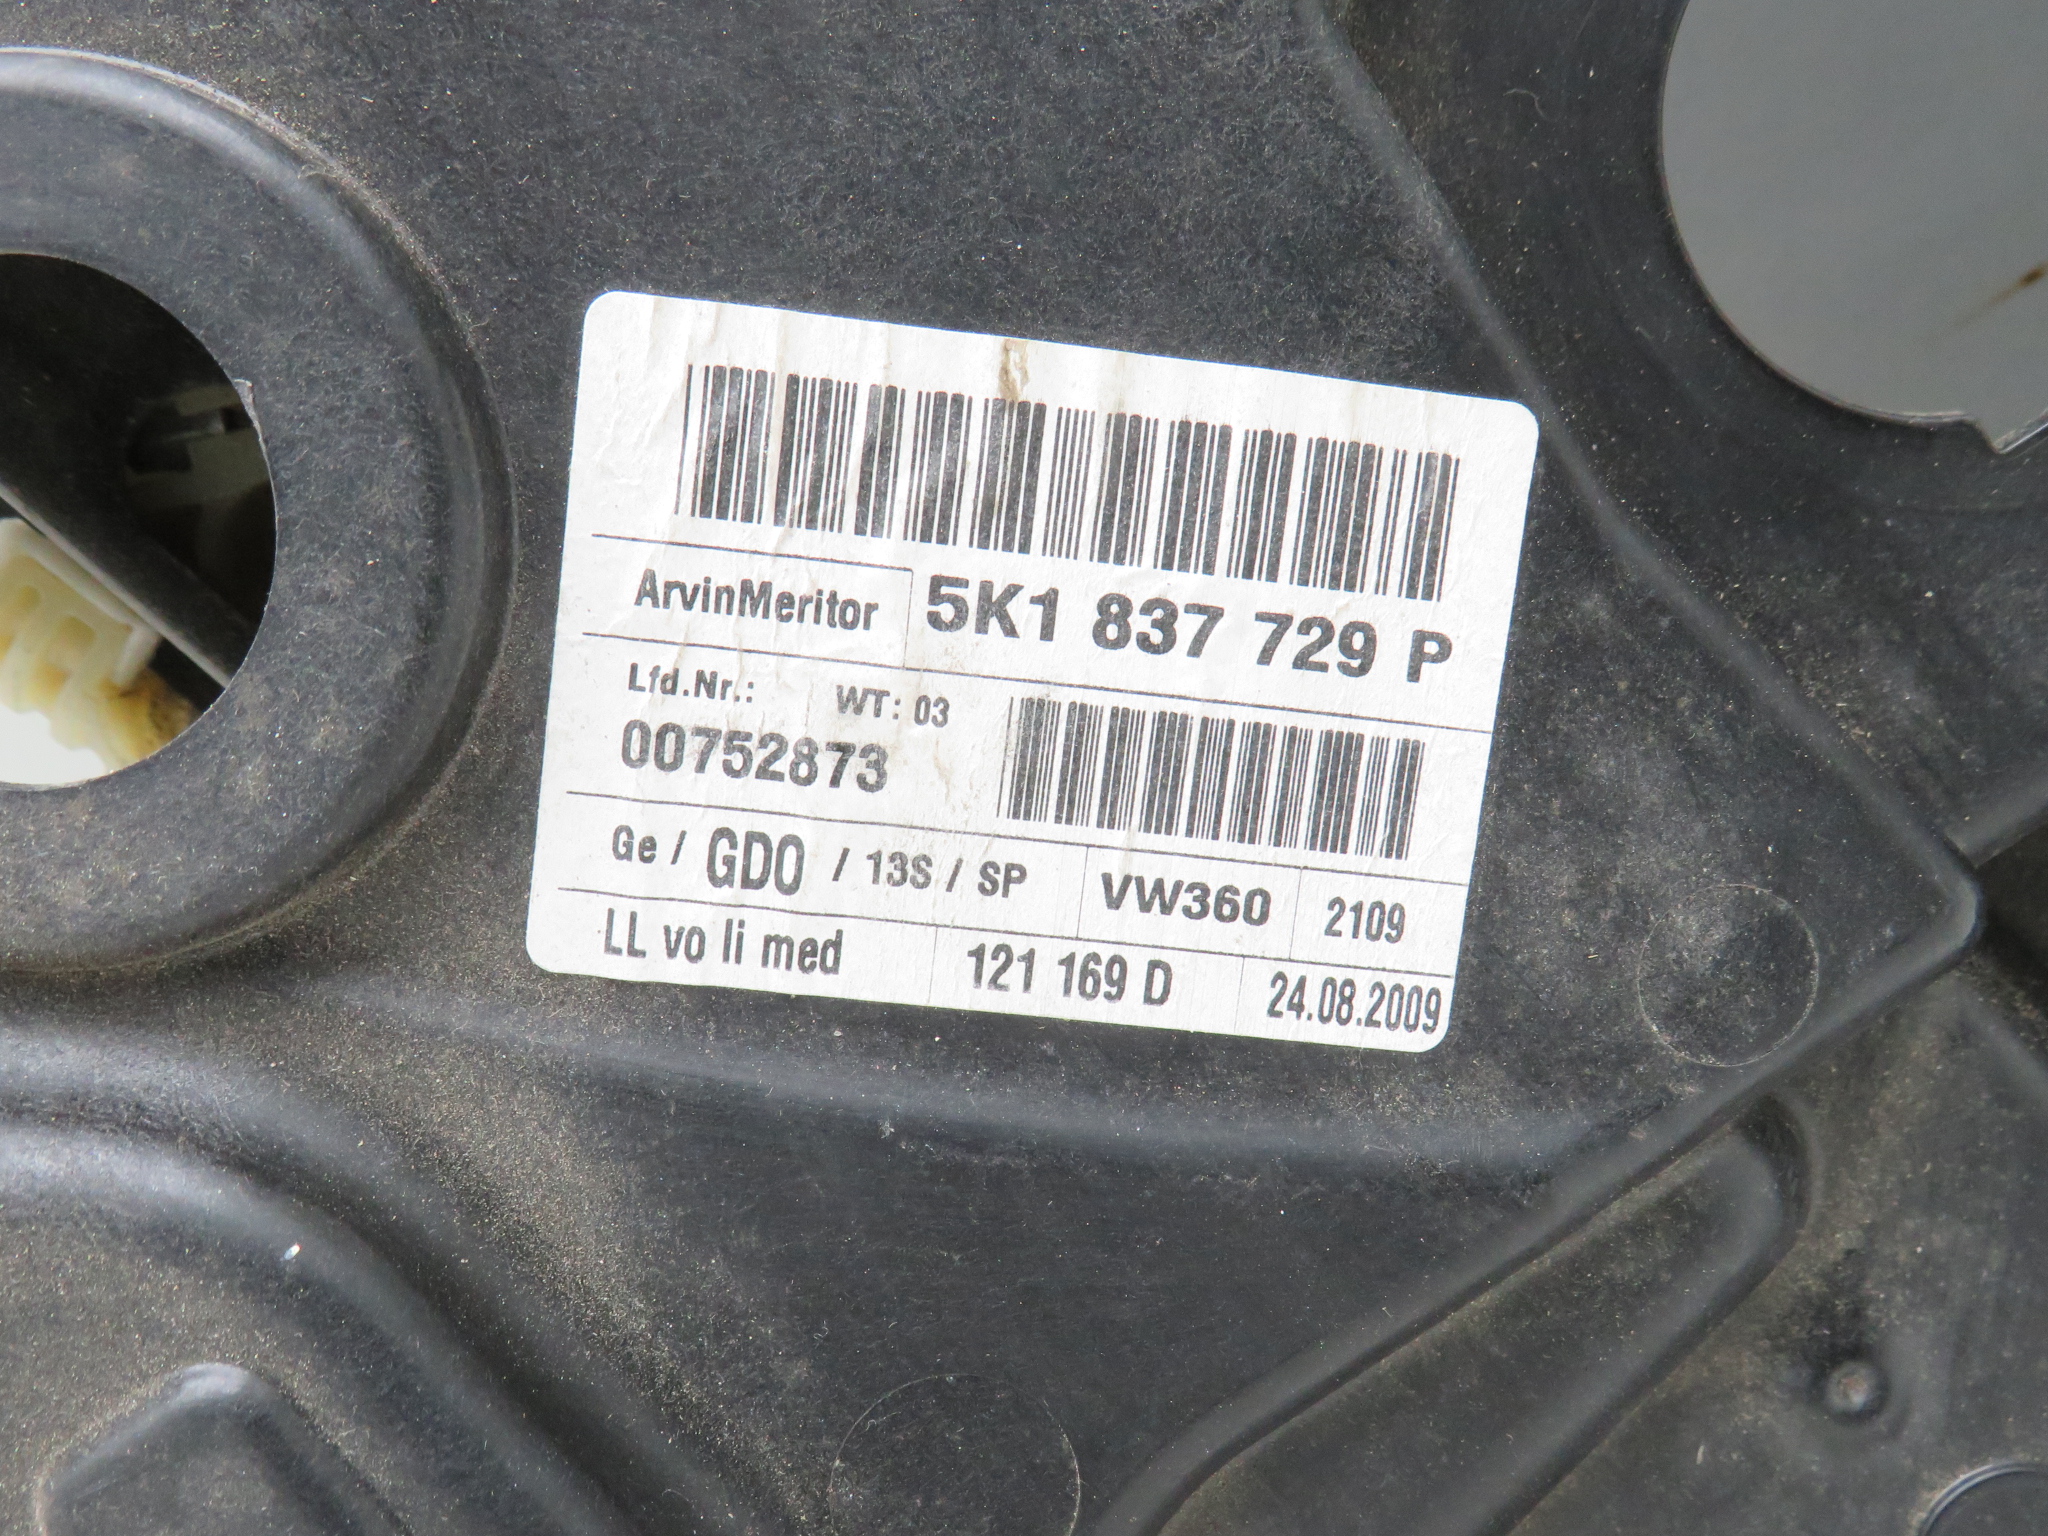 ArvinMeritor 5K1 837 729 P
Lfd.Nr.: WT: 03
00752873
Ge / GDO / 13S / SP VW360 2109
LL vo li med 121 169 D 24.08.2009